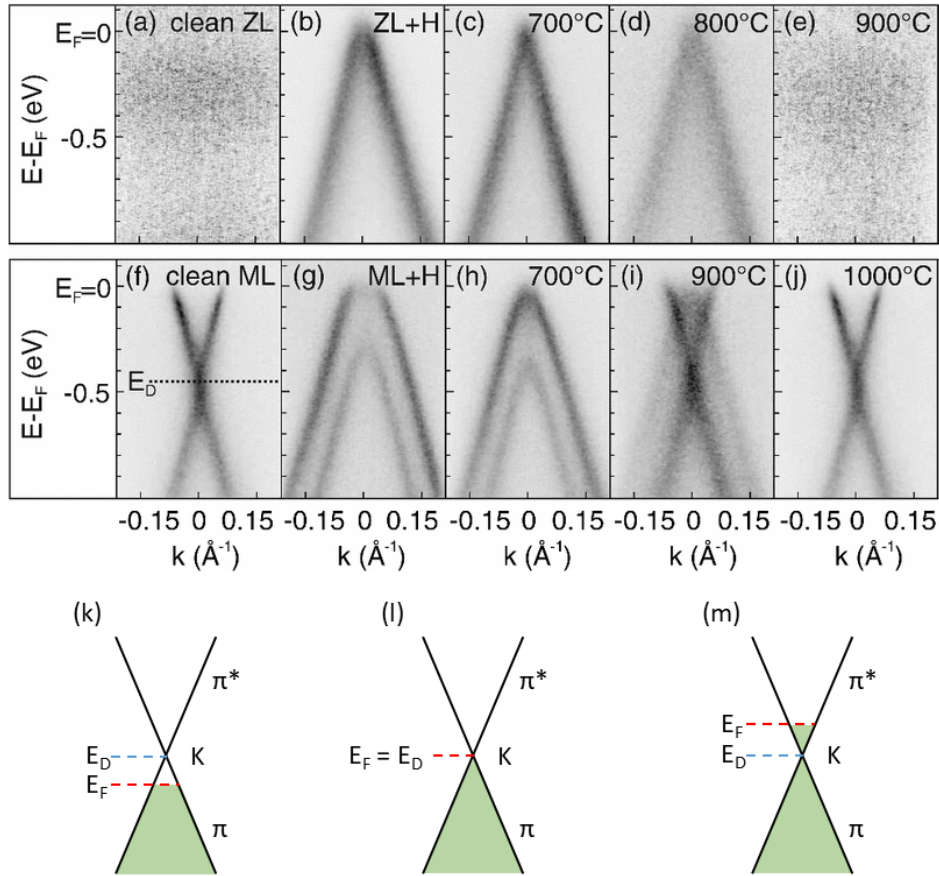 (a) clean ZL
(b) ZL+H
(c) 700°C
(d) 800°C
(e) 900°C
E_F=0
-0.5
E-E_F (eV)
(f) clean ML
(g) ML+H
(h) 700°C
(i) 900°C
(j) 1000°C
E_F=0
E_D
-0.5
E-E_F (eV)
-0.15 0 0.15
-0.15 0 0.15
-0.15 0 0.15
-0.15 0 0.15
-0.15 0 0.15
k (Å⁻¹)
k (Å⁻¹)
k (Å⁻¹)
k (Å⁻¹)
k (Å⁻¹)
(k)
π*
E_D
K
E_F
π
(l)
π*
E_F = E_D
K
π
(m)
π*
E_F
E_D
K
π